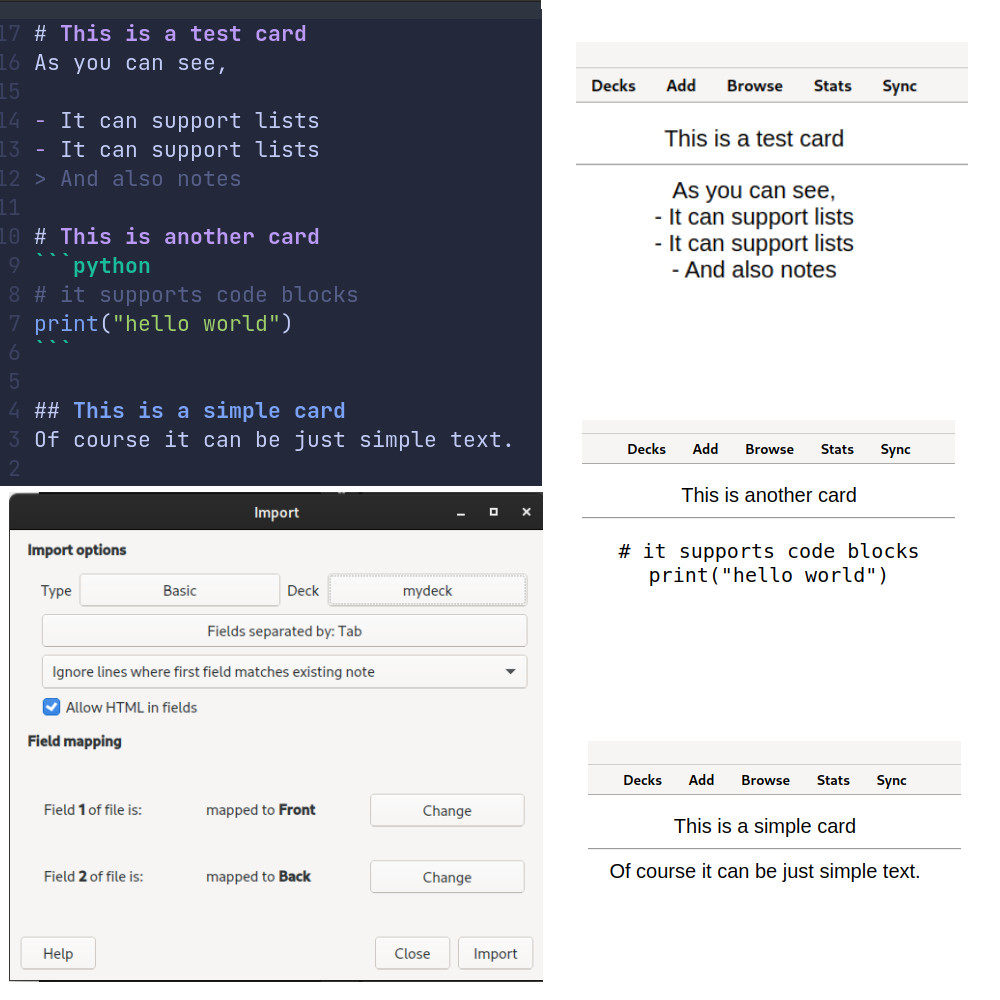 17 # This is a test card
16 As you can see,
15
14 - It can support lists
13 - It can support lists
12 > And also notes
11
10 # This is another card
9 ```python
8 # it supports code blocks
7 print("hello world")
6 ```
5
4 ## This is a simple card
3 Of course it can be just simple text.
2
Import
Import options
Type Basic Deck mydeck
Fields separated by: Tab
Ignore lines where first field matches existing note
Allow HTML in fields
Field mapping
Field 1 of file is: mapped to Front Change
Field 2 of file is: mapped to Back Change
Help Close Import
Decks Add Browse Stats Sync
This is a test card
As you can see,
- It can support lists
- It can support lists
- And also notes
Decks Add Browse Stats Sync
This is another card
# it supports code blocks
print("hello world")
Decks Add Browse Stats Sync
This is a simple card
Of course it can be just simple text.